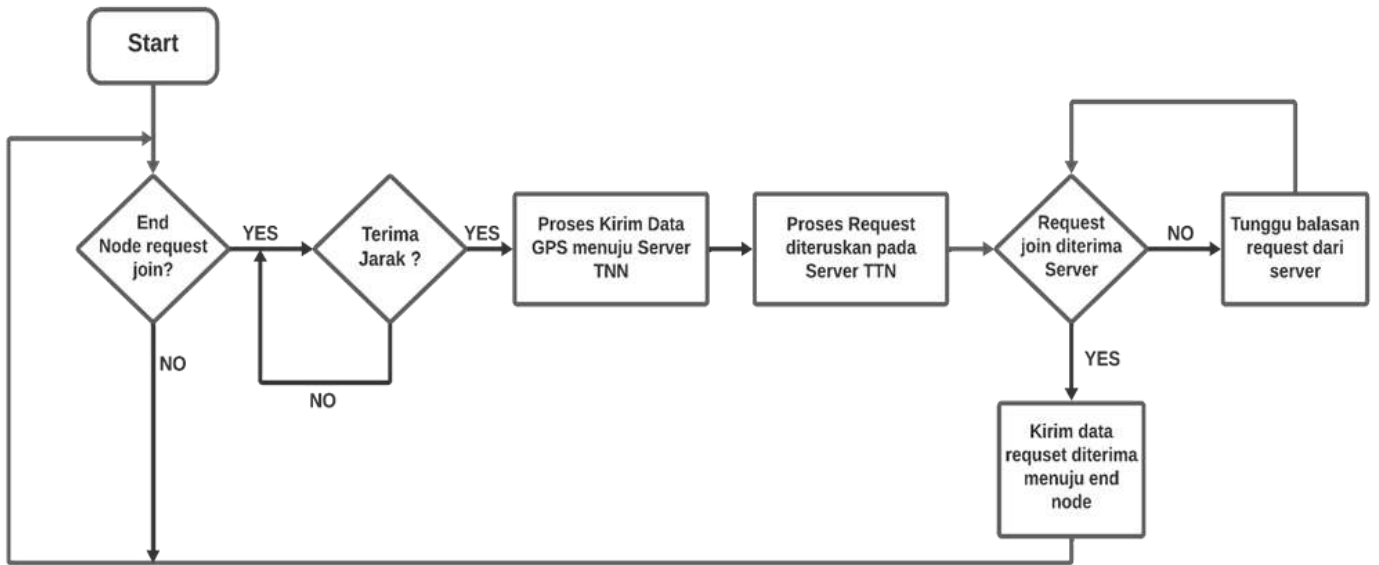 Start
End
Node request
join?
YES
NO
Terima
Jarak ?
YES
NO
Proses Kirim Data
GPS menuju Server
TNN
Proses Request
diteruskan pada
Server TTN
Request
join diterima
Server
NO
Tunggu balasan
request dari
server
YES
Kirim data
requset diterima
menuju end
node